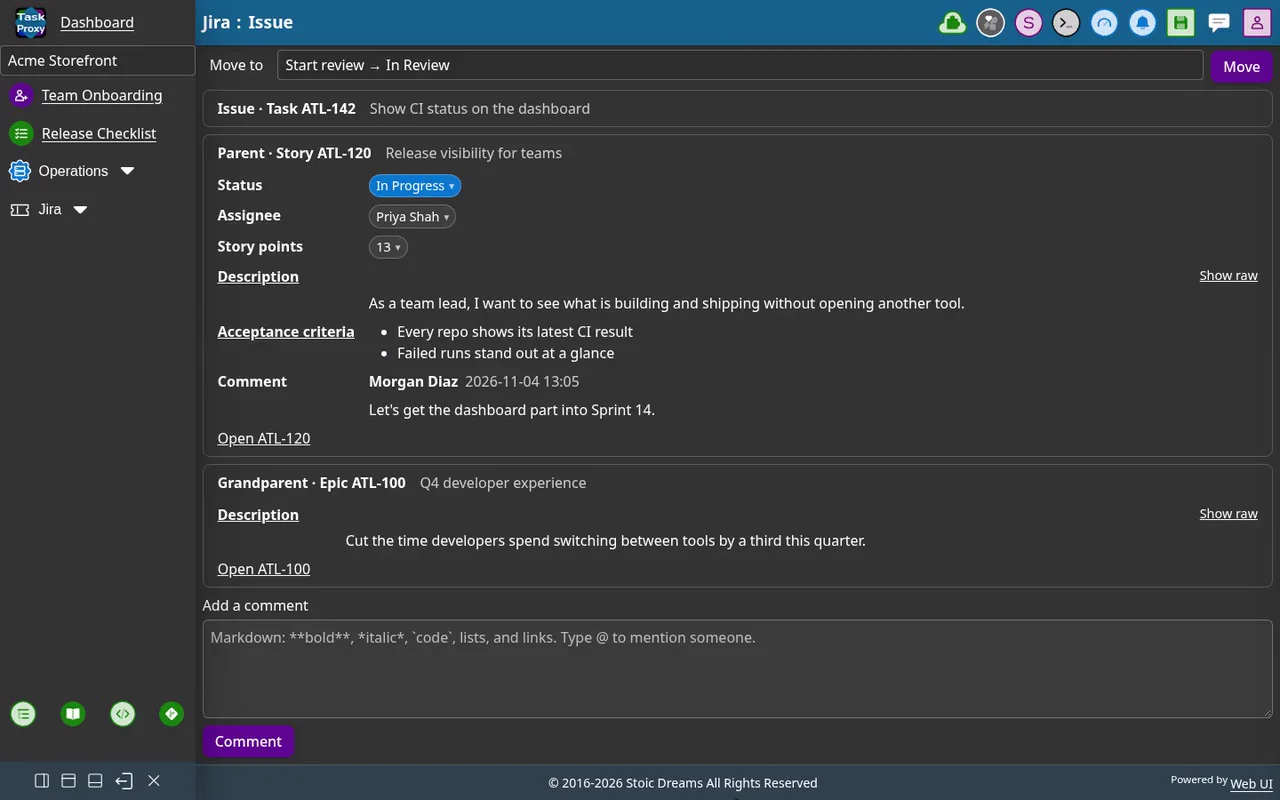 Task
Proxy
Dashboard
Jira : Issue
S
Acme Storefront
Team Onboarding
Release Checklist
Operations
Jira
Move to
Start review → In Review
Move
Issue · Task ATL-142 Show CI status on the dashboard
Parent · Story ATL-120 Release visibility for teams
Status In Progress ▾
Assignee Priya Shah ▾
Story points 13 ▾
Description Show raw
As a team lead, I want to see what is building and shipping without opening another tool.
Acceptance criteria • Every repo shows its latest CI result
• Failed runs stand out at a glance
Comment Morgan Diaz 2026-11-04 13:05
Let's get the dashboard part into Sprint 14.
Open ATL-120
Grandparent · Epic ATL-100 Q4 developer experience
Description Show raw
Cut the time developers spend switching between tools by a third this quarter.
Open ATL-100
Add a comment
Markdown: **bold**, *italic*, `code`, lists, and links. Type @ to mention someone.
Comment
© 2016-2026 Stoic Dreams All Rights Reserved
Powered by Web UI